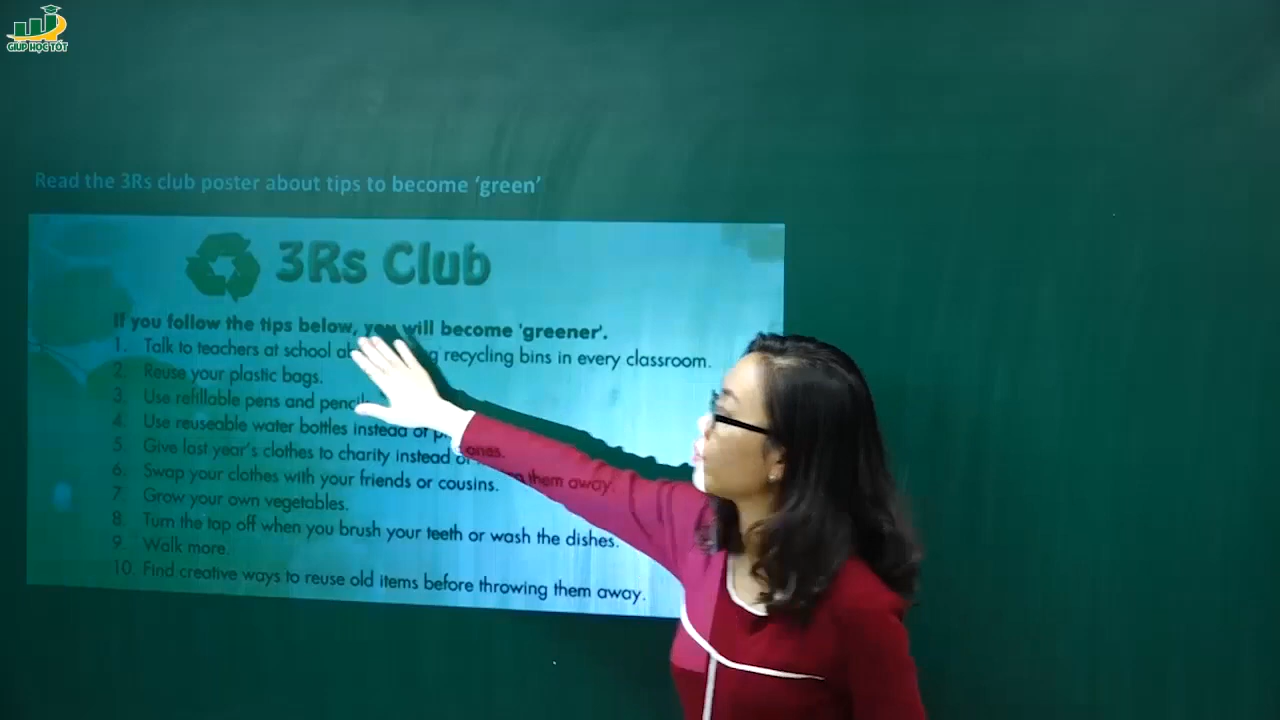 GIÚP HỌC TỐT
Read the 3Rs club poster about tips to become ‘green’
3Rs Club
If you follow the tips below, you will become 'greener'.
1. Talk to teachers at school recycling bins in every classroom.
2. Reuse your plastic bags.
3. Use refillable pens and
4. Use reuseable water bottles instead of ones.
5. Give last year's clothes to charity instead of them away.
6. Swap your clothes with your friends or cousins.
7. Grow your own vegetables.
8. Turn the tap off when you brush your teeth or wash the dishes.
9. Walk more.
10. Find creative ways to reuse old items before throwing them away.